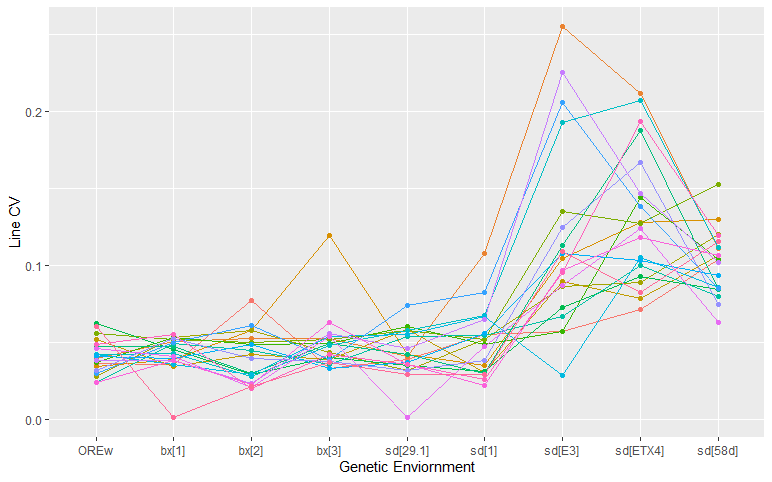 0.2
0.1
0.0
Line CV
OREw bx[1] bx[2] bx[3] sd[29.1] sd[1] sd[E3] sd[ETX4] sd[58d]
Genetic Enviornment